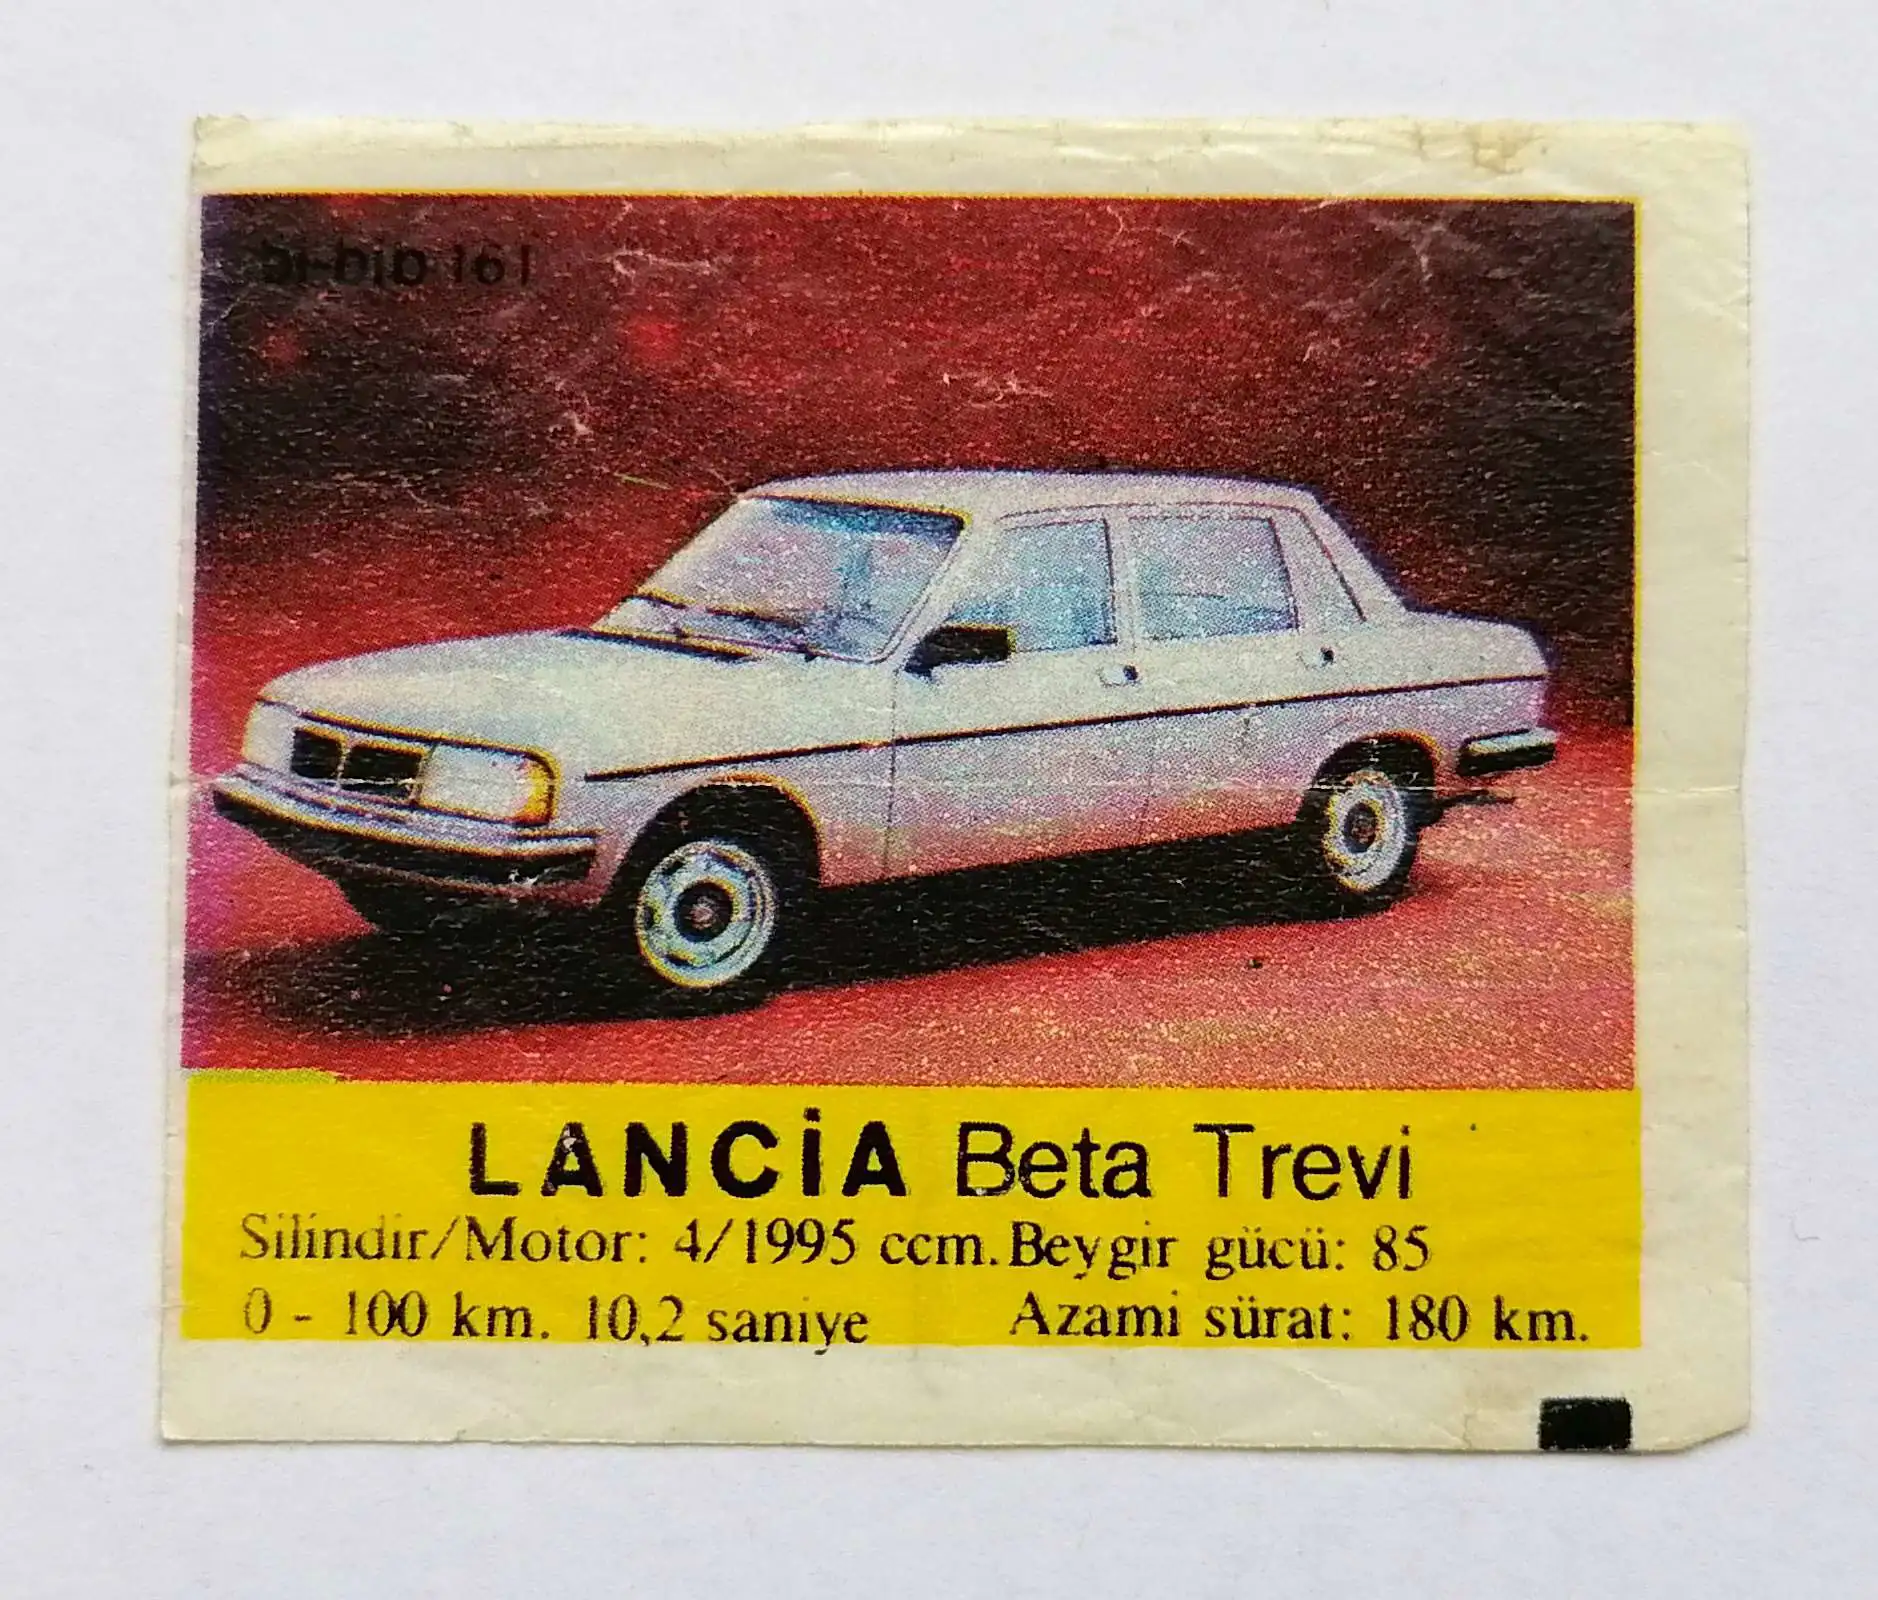 bi-bip 161
LANCİA Beta Trevi
Silindir/Motor: 4/1995 ccm. Beygir gücü: 85
0 - 100 km. 10,2 saniye Azami sürat: 180 km.